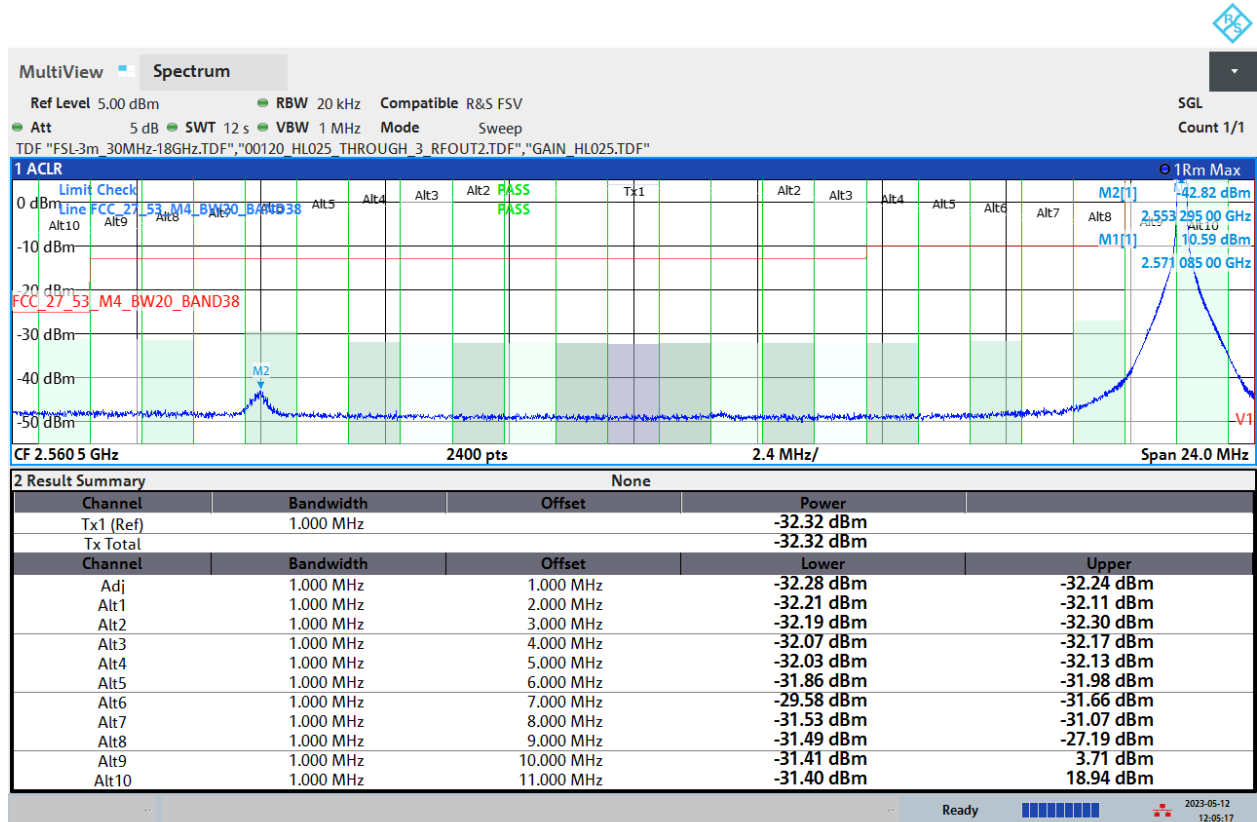 R&S
MultiView Spectrum
Ref Level 5.00 dBm RBW 20 kHz Compatible R&S FSV SGL
Att 5 dB SWT 12 s VBW 1 MHz Mode Sweep Count 1/1
TDF "FSL-3m_30MHz-18GHz.TDF","00120_HL025_THROUGH_3_RFOUT2.TDF","GAIN_HL025.TDF"
1 ACLR 1Rm Max
Limit Check PASS
Line FCC_27_53_M4_BW20_BAND38 PASS
Alt10 Alt9 Alt8 Alt7 Alt5 Alt4 Alt3 Alt2 Tx1 Alt2 Alt3 Alt4 Alt5 Alt6 Alt7 Alt8 Alt9 Alt10
M2[1] -42.82 dBm
2.553 295 00 GHz
M1[1] 10.59 dBm
2.571 085 00 GHz
0 dBm
-10 dBm
-20 dBm
FCC_27_53_M4_BW20_BAND38
-30 dBm
M2
-40 dBm
-50 dBm
V1
CF 2.560 5 GHz 2400 pts 2.4 MHz/ Span 24.0 MHz
2 Result Summary None
Channel Bandwidth Offset Power
Tx1 (Ref) 1.000 MHz -32.32 dBm
Tx Total -32.32 dBm
Channel Bandwidth Offset Lower Upper
Adj 1.000 MHz 1.000 MHz -32.28 dBm -32.24 dBm
Alt1 1.000 MHz 2.000 MHz -32.21 dBm -32.11 dBm
Alt2 1.000 MHz 3.000 MHz -32.19 dBm -32.30 dBm
Alt3 1.000 MHz 4.000 MHz -32.07 dBm -32.17 dBm
Alt4 1.000 MHz 5.000 MHz -32.03 dBm -32.13 dBm
Alt5 1.000 MHz 6.000 MHz -31.86 dBm -31.98 dBm
Alt6 1.000 MHz 7.000 MHz -29.58 dBm -31.66 dBm
Alt7 1.000 MHz 8.000 MHz -31.53 dBm -31.07 dBm
Alt8 1.000 MHz 9.000 MHz -31.49 dBm -27.19 dBm
Alt9 1.000 MHz 10.000 MHz -31.41 dBm 3.71 dBm
Alt10 1.000 MHz 11.000 MHz -31.40 dBm 18.94 dBm
Ready 2023-05-12
12:05:17